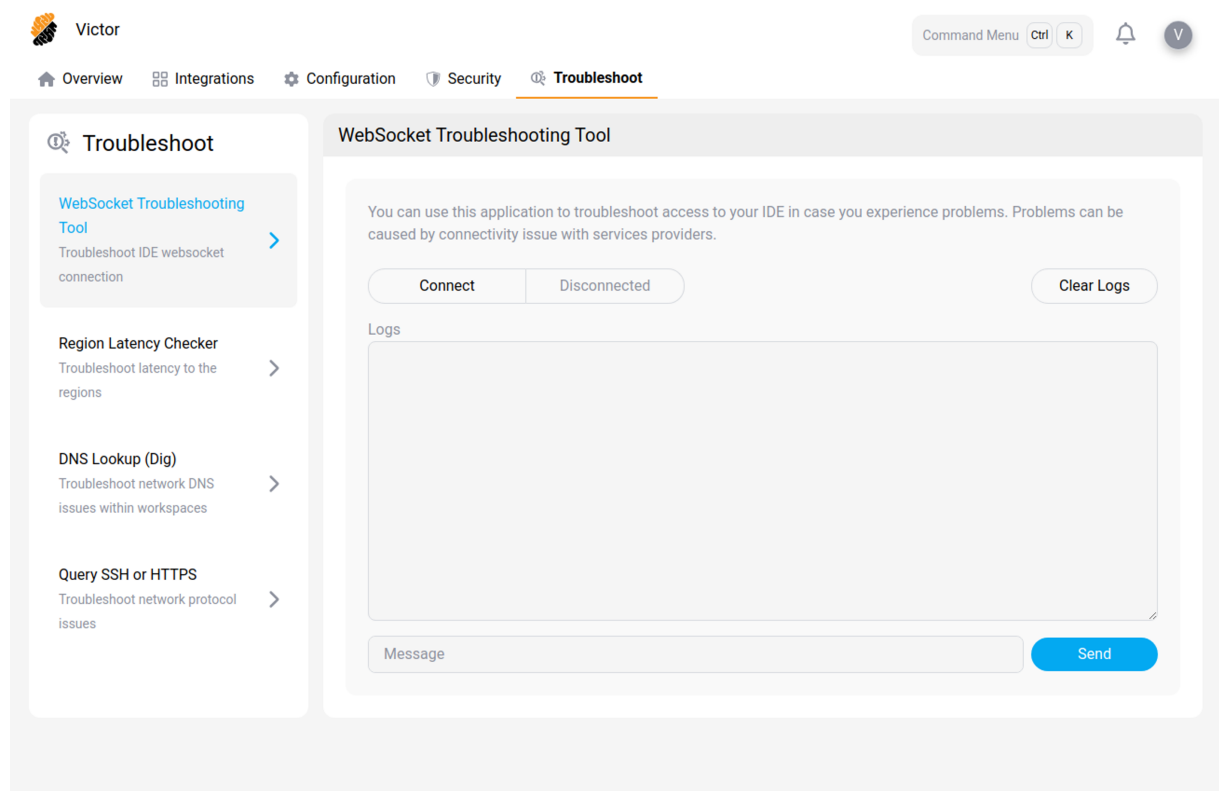 Victor
Command Menu Ctrl K
V
Overview
Integrations
Configuration
Security
Troubleshoot
Troubleshoot
WebSocket Troubleshooting
Tool
Troubleshoot IDE websocket
connection
Region Latency Checker
Troubleshoot latency to the
regions
DNS Lookup (Dig)
Troubleshoot network DNS
issues within workspaces
Query SSH or HTTPS
Troubleshoot network protocol
issues
WebSocket Troubleshooting Tool
You can use this application to troubleshoot access to your IDE in case you experience problems. Problems can be
caused by connectivity issue with services providers.
Connect
Disconnected
Clear Logs
Logs
Message
Send